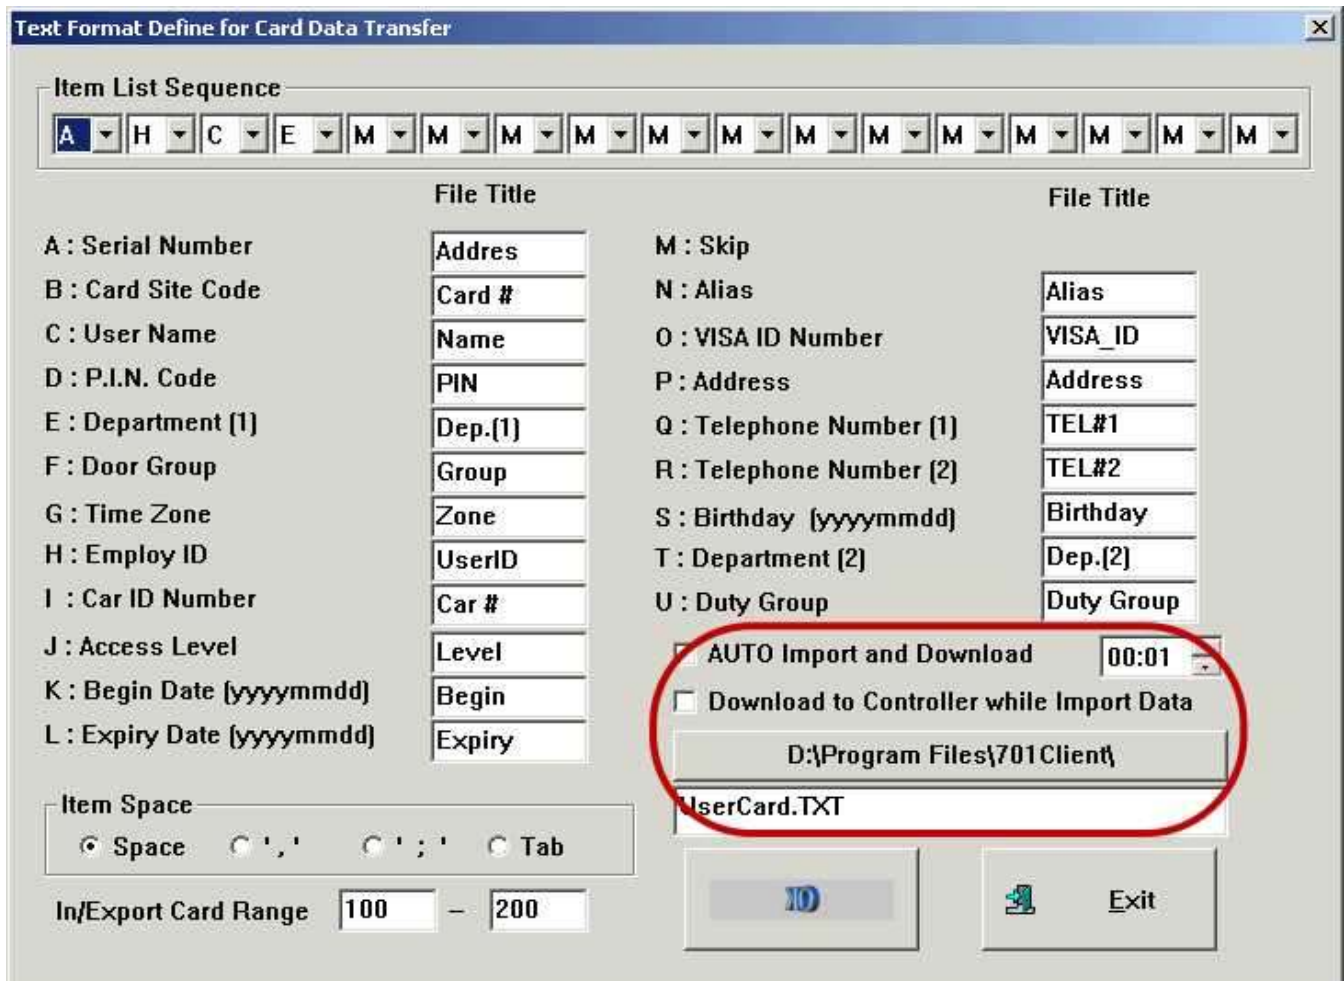 Text Format Define for Card Data Transfer
Item List Sequence
A H C E M M M M M M M M M M M M M
File Title
A : Serial Number Addres
B : Card Site Code Card #
C : User Name Name
D : P.I.N. Code PIN
E : Department (1) Dep.(1)
F : Door Group Group
G : Time Zone Zone
H : Employ ID UserID
I : Car ID Number Car #
J : Access Level Level
K : Begin Date (yyyymmdd) Begin
L : Expiry Date (yyyymmdd) Expiry
Item Space
Space ',' ';' Tab
In/Export Card Range 100 – 200
File Title
M : Skip
N : Alias Alias
O : VISA ID Number VISA_ID
P : Address Address
Q : Telephone Number (1) TEL#1
R : Telephone Number (2) TEL#2
S : Birthday (yyyymmdd) Birthday
T : Department (2) Dep.(2)
U : Duty Group Duty Group
AUTO Import and Download 00:01
Download to Controller while Import Data
D:\Program Files\701Client\
UserCard.TXT
Exit